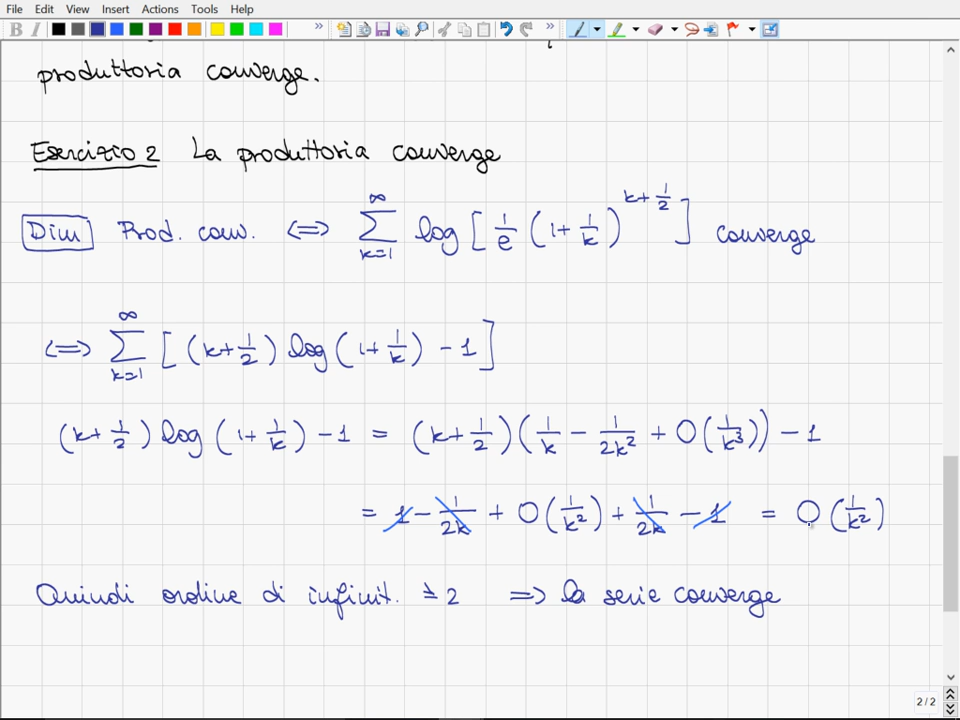 File Edit View Insert Actions Tools Help
B I
produttoria converge.
Esercizio 2 La produttoria converge
Dim Prod. conv. <=> ∑_{k=1}^{∞} log [ 1/e (1 + 1/k)^{k + 1/2} ] converge
<=> ∑_{k=1}^{∞} [ (k + 1/2) log (1 + 1/k) - 1 ]
(k + 1/2) log (1 + 1/k) - 1 = (k + 1/2) (1/k - 1/2k² + O(1/k³)) - 1
= 1 - 1/2k + O(1/k²) + 1/2k - 1 = O(1/k²)
Quindi ordine di infinit. ≥ 2 => la serie converge
2 / 2